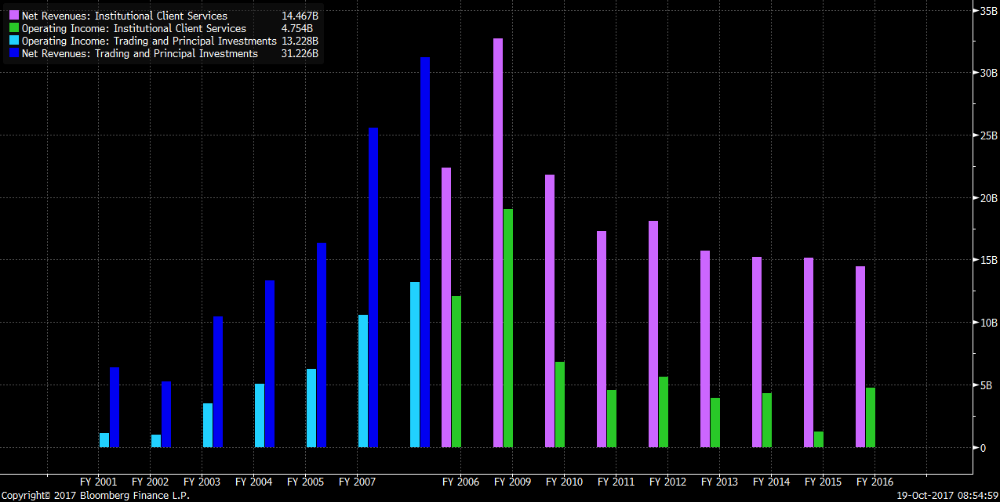 Net Revenues: Institutional Client Services 14.467B
Operating Income: Institutional Client Services 4.754B
Operating Income: Trading and Principal Investments 13.228B
Net Revenues: Trading and Principal Investments 31.226B
35B
30B
25B
20B
15B
10B
5B
0
FY 2001 FY 2002 FY 2003 FY 2004 FY 2005 FY 2007 FY 2006 FY 2009 FY 2010 FY 2011 FY 2012 FY 2013 FY 2014 FY 2015 FY 2016
Copyright© 2017 Bloomberg Finance L.P. 19-Oct-2017 08:54:59